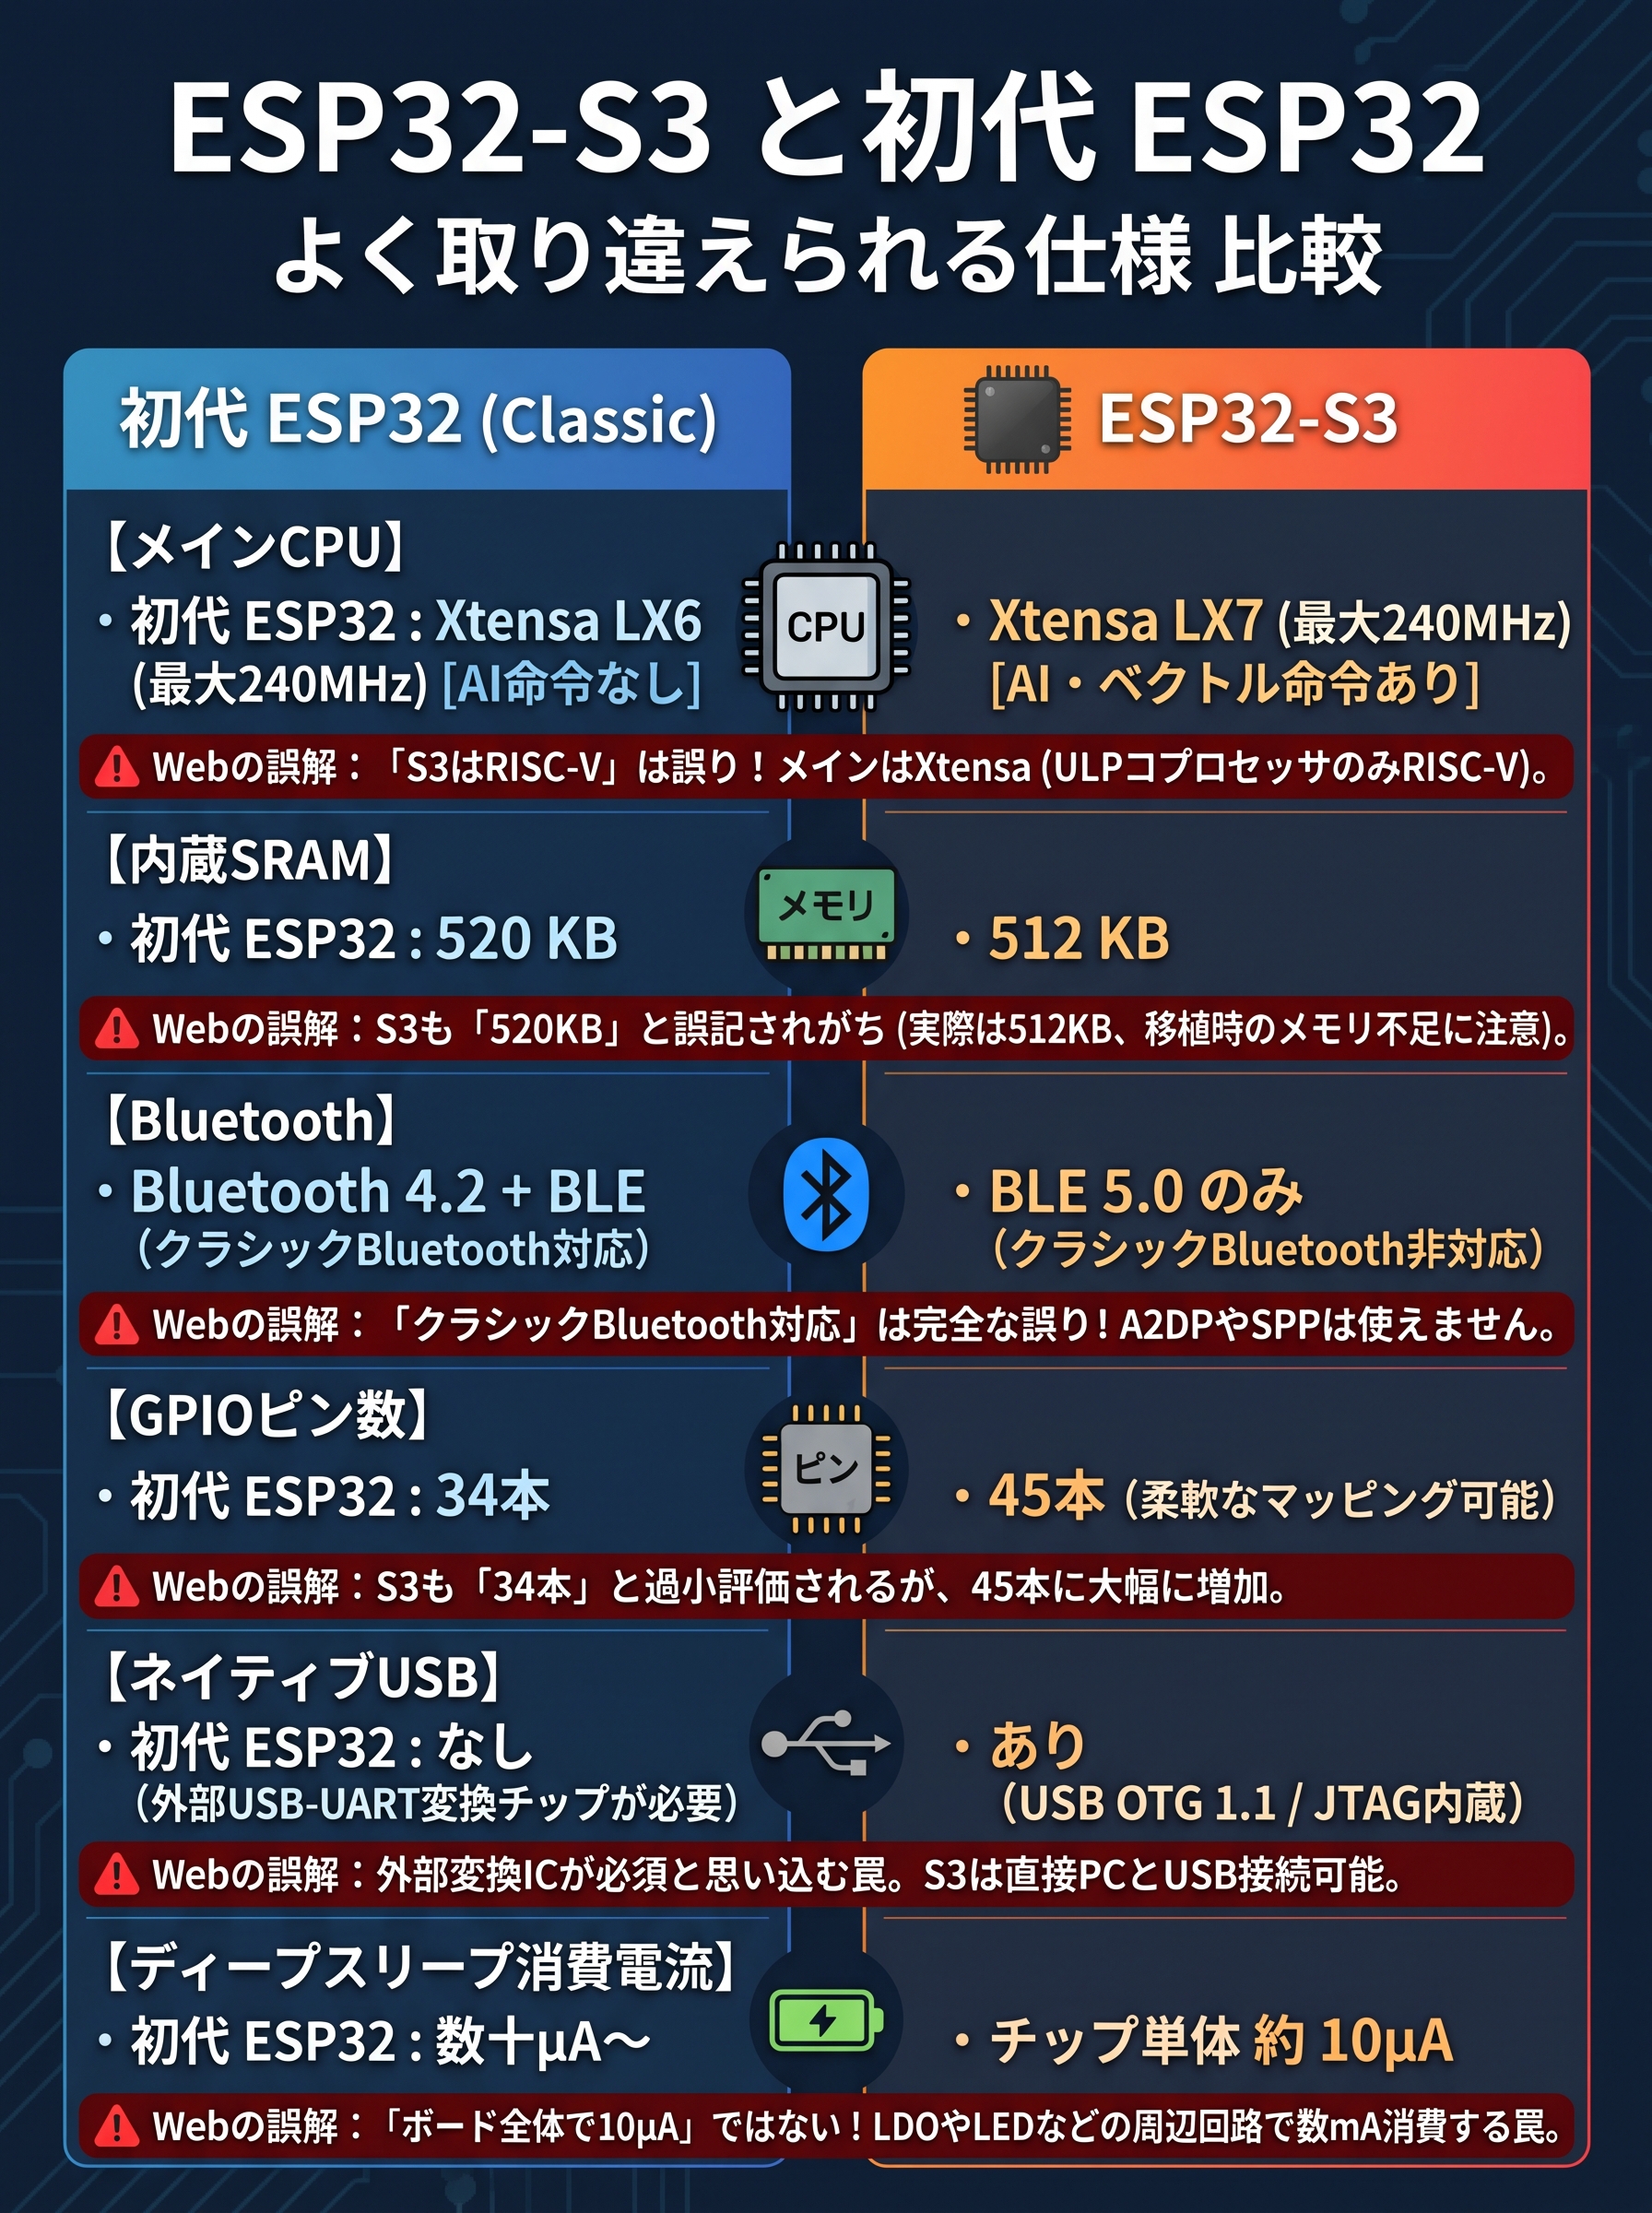 ESP32-S3 と初代 ESP32
よく取り違えられる仕様 比較
初代 ESP32 (Classic)
ESP32-S3
【メインCPU】
・初代 ESP32 : Xtensa LX6
(最大240MHz) [AI命令なし]
CPU
・Xtensa LX7 (最大240MHz)
[AI・ベクトル命令あり]
Webの誤解：「S3はRISC-V」は誤り！メインはXtensa (ULPコプロセッサのみRISC-V)。
【内蔵SRAM】
・初代 ESP32 : 520 KB
メモリ
・512 KB
Webの誤解：S3も「520KB」と誤記されがち (実際は512KB、移植時のメモリ不足に注意)。
【Bluetooth】
・Bluetooth 4.2 + BLE
（クラシックBluetooth対応）
・BLE 5.0 のみ
（クラシックBluetooth非対応）
Webの誤解：「クラシックBluetooth対応」は完全な誤り! A2DPやSPPは使えません。
【GPIOピン数】
・初代 ESP32 : 34本
ピン
・45本（柔軟なマッピング可能）
Webの誤解：S3も「34本」と過小評価されるが、45本に大幅に増加。
【ネイティブUSB】
・初代 ESP32 : なし
（外部USB-UART変換チップが必要）
・あり
（USB OTG 1.1 / JTAG内蔵）
Webの誤解：外部変換ICが必須と思い込む罠。S3は直接PCとUSB接続可能。
【ディープスリープ消費電流】
・初代 ESP32 : 数十μA～
・チップ単体 約 10μA
Webの誤解：「ボード全体で10μA」ではない！LDOやLEDなどの周辺回路で数mA消費する罠。